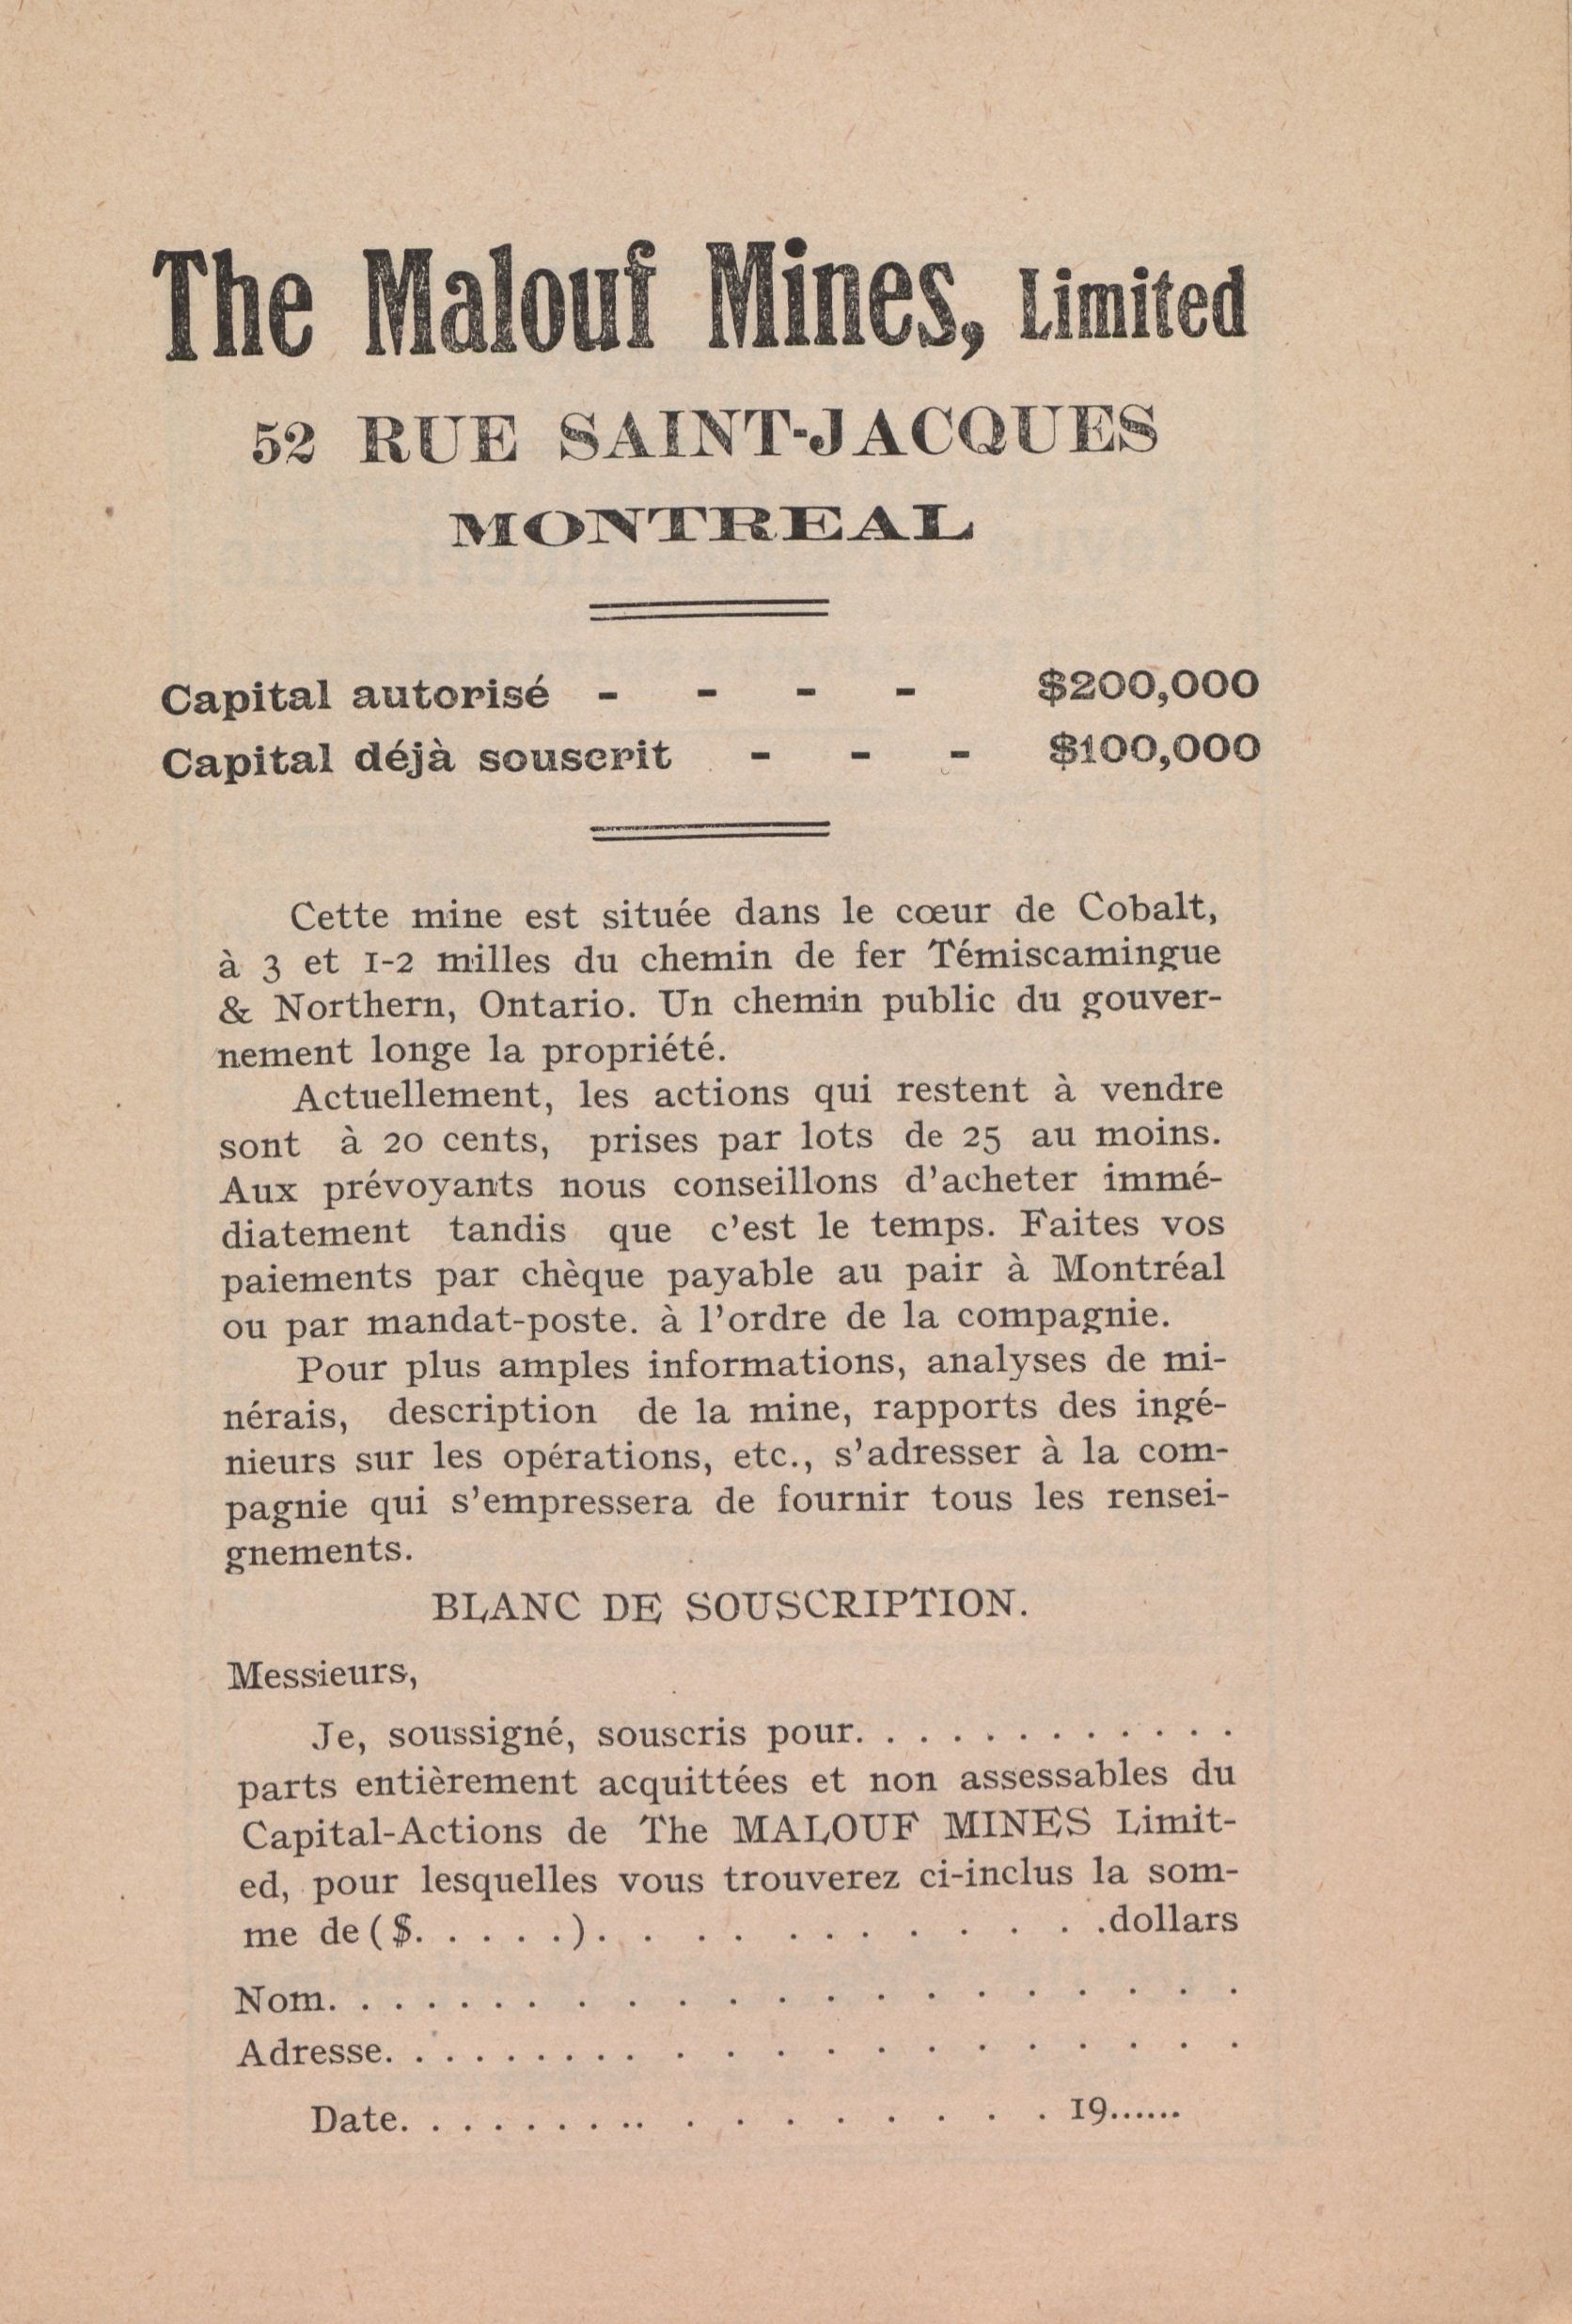 The Malouf Mines, Limited
52 RUE SAINT-JACQUES
MONTREAL
Capital autorisé - - - - $200,000
Capital déjà souscrit - - - $100,000
Cette mine est située dans le cœur de Cobalt,
à 3 et 1-2 milles du chemin de fer Témiscamingue
& Northern, Ontario. Un chemin public du gouver-
nement longe la propriété.
Actuellement, les actions qui restent à vendre
sont à 20 cents, prises par lots de 25 au moins.
Aux prévoyants nous conseillons d'acheter immé-
diatement tandis que c'est le temps. Faites vos
paiements par chèque payable au pair à Montréal
ou par mandat-poste. à l'ordre de la compagnie.
Pour plus amples informations, analyses de mi-
nérais, description de la mine, rapports des ingé-
nieurs sur les opérations, etc., s'adresser à la com-
pagnie qui s'empressera de fournir tous les rensei-
gnements.
BLANC DE SOUSCRIPTION.
Messieurs,
Je, soussigné, souscris pour. . . . . . . . . . . .
parts entièrement acquittées et non assessables du
Capital-Actions de The MALOUF MINES Limit-
ed, pour lesquelles vous trouverez ci-inclus la som-
me de ($. . . . .). . . . . . . . . . . . .dollars
Nom. . . . . . . . . . . . . . . . . . . . .
Adresse. . . . . . . . . . . . . . . . . . . .
Date. . . . . . . .. . . . . . . . . . 19......